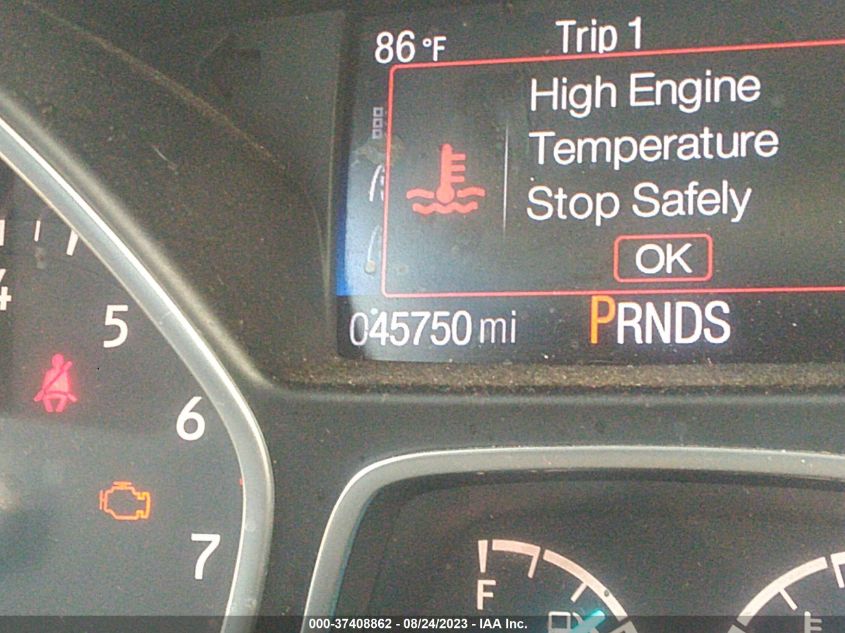 86 °F Trip 1
High Engine
Temperature
Stop Safely
OK
045750 mi PRNDS
4
5
6
7
F
E
000-37408862 - 08/24/2023 - IAA Inc.